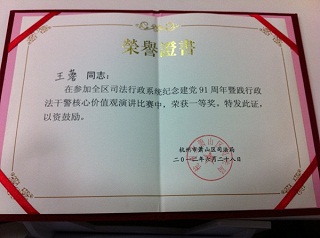 荣誉證書
王蕾 同志：
在参加全区司法行政系统纪念建党91周年暨践行政
法干警核心价值观演讲比赛中，荣获一等奖。特发此证，
以资鼓励。
杭州市萧山区司法局
二〇一二年六月二十八日